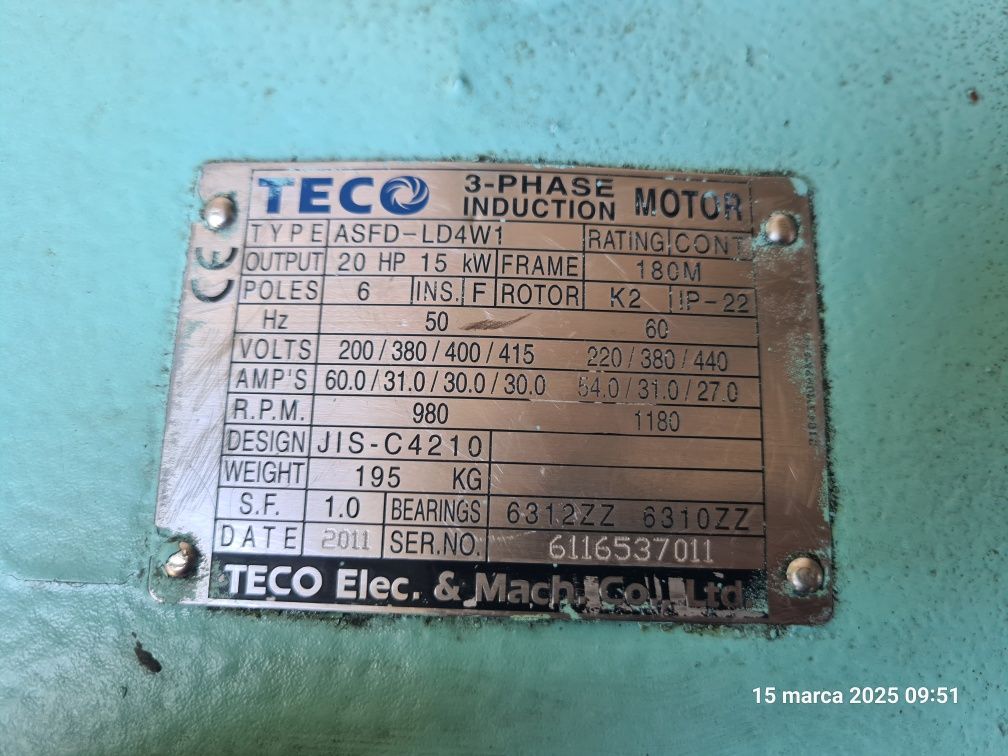 TECO 3-PHASE INDUCTION MOTOR
TYPE ASFD-LD4W1 RATING CONT
OUTPUT 20 HP 15 kW FRAME 180M
POLES 6 INS. F ROTOR K2 IP-22
Hz 50 60
VOLTS 200/380/400/415 220/380/440
AMP'S 60.0/31.0/30.0/30.0 54.0/31.0/27.0
R.P.M. 980 1180
DESIGN JIS-C4210
WEIGHT 195 KG
S.F. 1.0 BEARINGS 6312ZZ 6310ZZ
DATE 2011 SER.NO. 6116537011
TECO Elec. & Mach. Co., Ltd.
CE
15 marca 2025 09:51